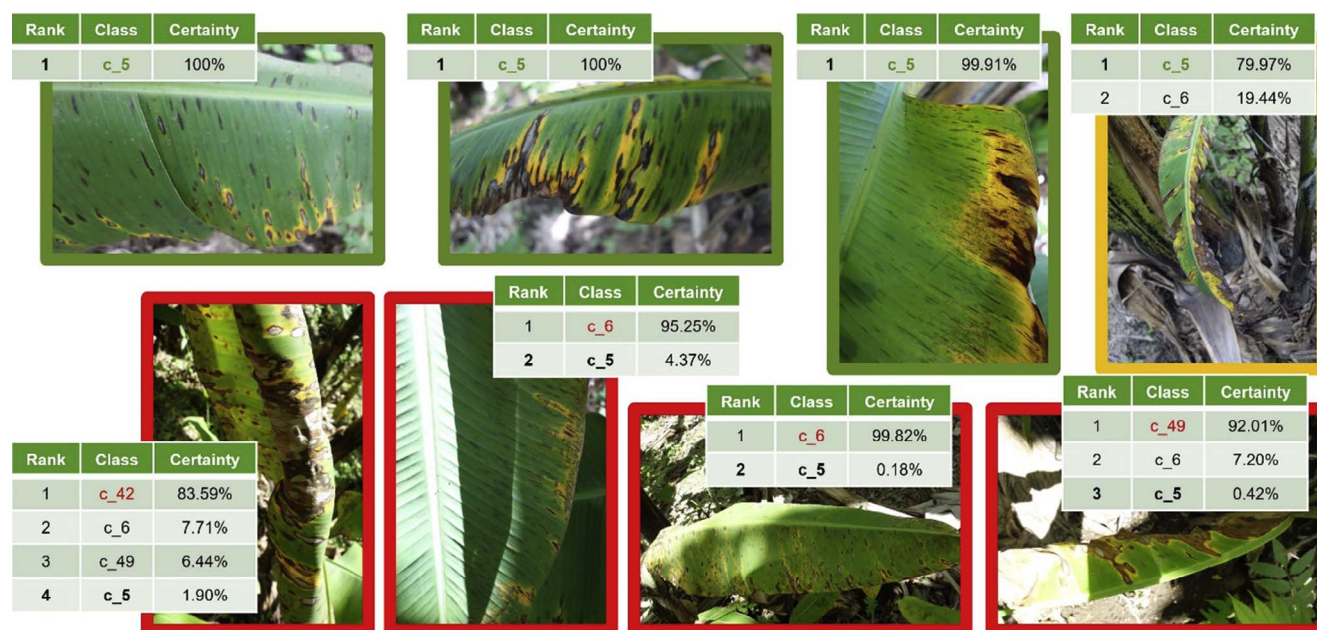 Rank Class Certainty
1 c_5 100%
Rank Class Certainty
1 c_5 100%
Rank Class Certainty
1 c_5 99.91%
Rank Class Certainty
1 c_5 79.97%
2 c_6 19.44%
Rank Class Certainty
1 c_42 83.59%
2 c_6 7.71%
3 c_49 6.44%
4 c_5 1.90%
Rank Class Certainty
1 c_6 95.25%
2 c_5 4.37%
Rank Class Certainty
1 c_6 99.82%
2 c_5 0.18%
Rank Class Certainty
1 c_49 92.01%
2 c_6 7.20%
3 c_5 0.42%